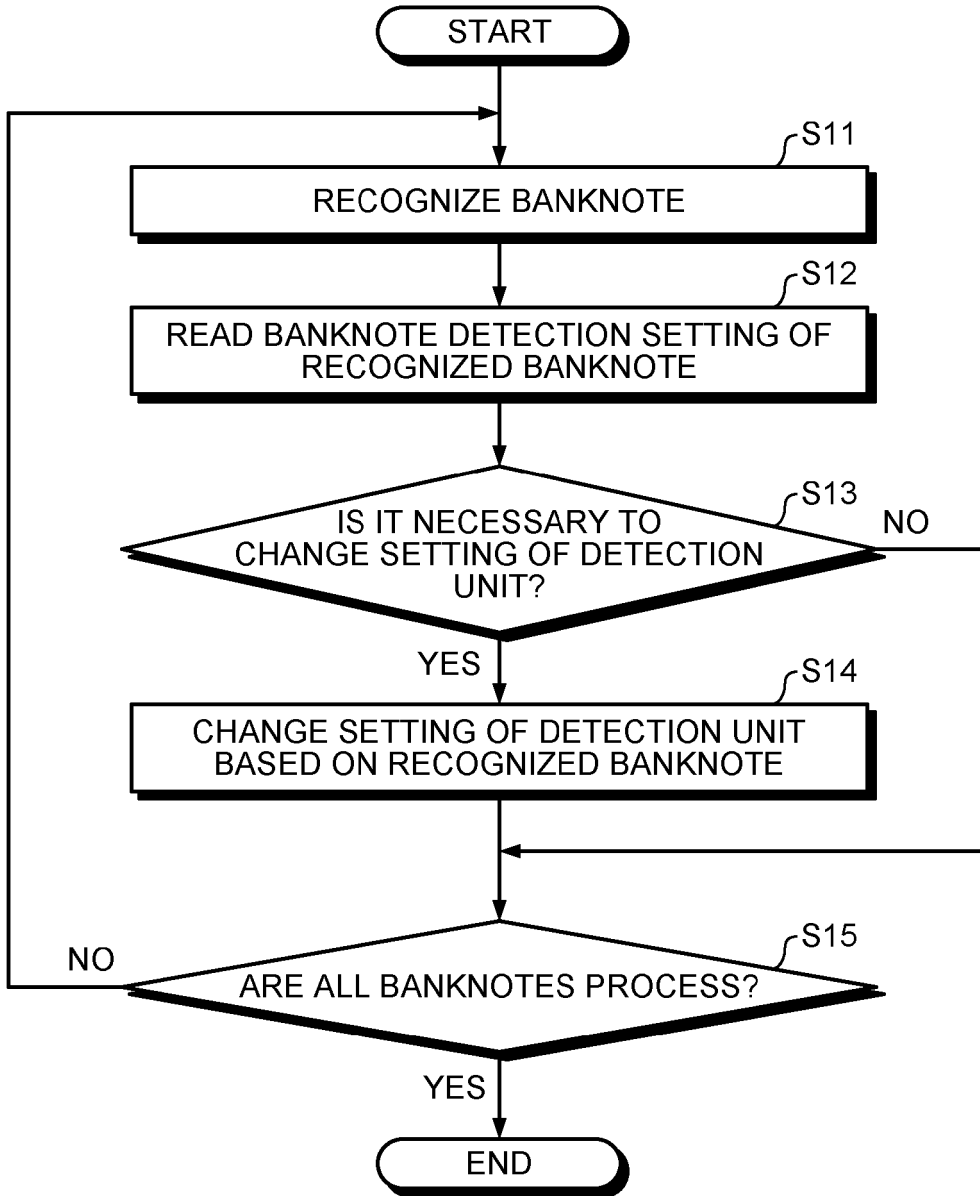 START
S11
RECOGNIZE BANKNOTE
S12
READ BANKNOTE DETECTION SETTING OF
RECOGNIZED BANKNOTE
S13
NO
IS IT NECESSARY TO
CHANGE SETTING OF DETECTION
UNIT?
YES
S14
CHANGE SETTING OF DETECTION UNIT
BASED ON RECOGNIZED BANKNOTE
S15
NO
ARE ALL BANKNOTES PROCESS?
YES
END